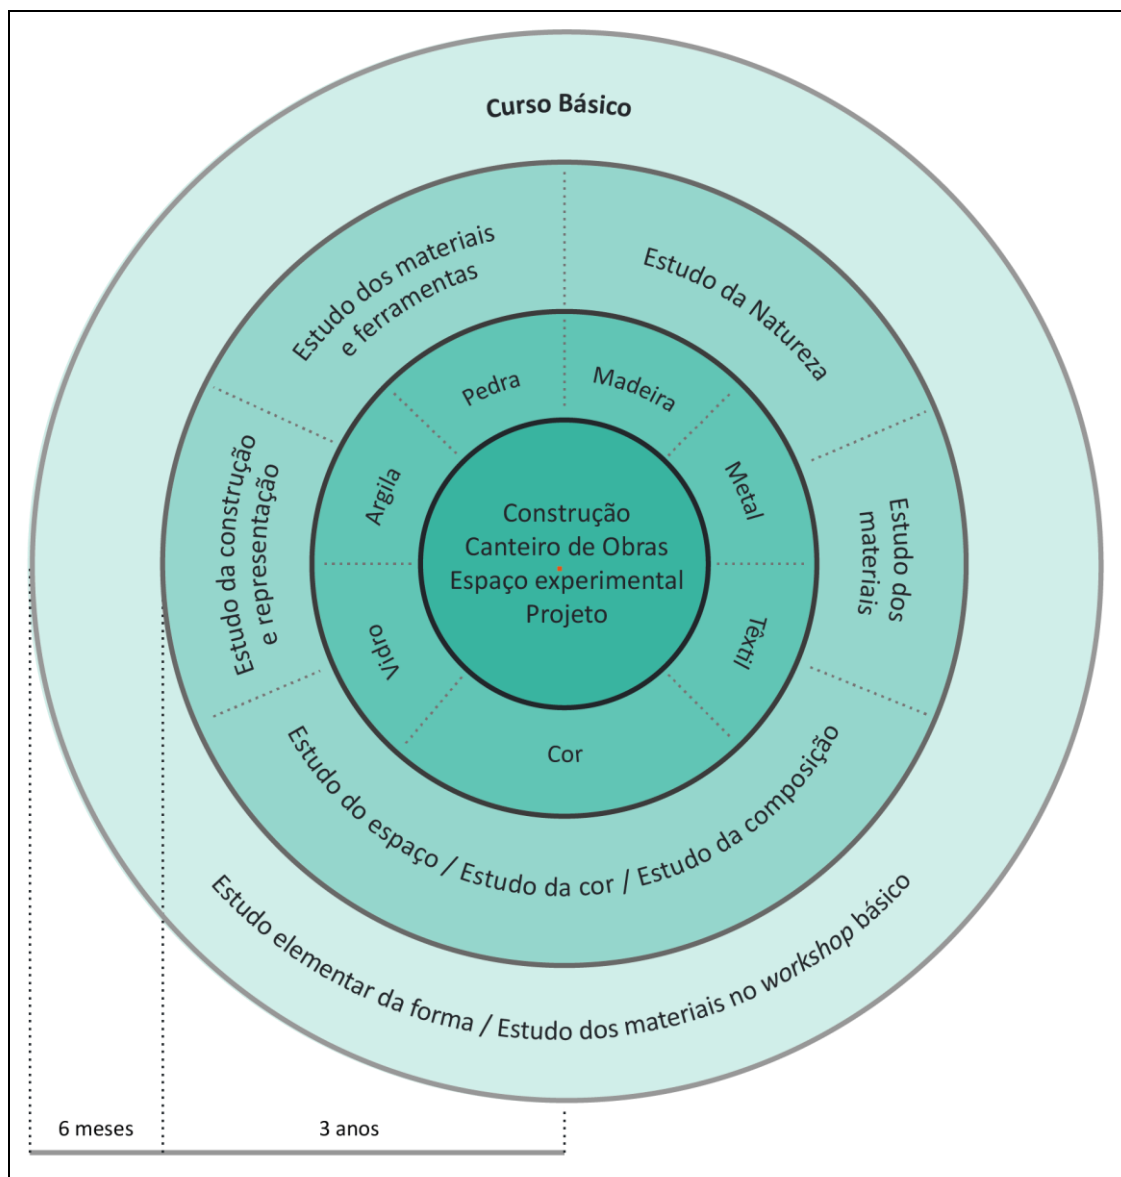 Curso Básico
Estudo dos materiais
e ferramentas
Estudo da Natureza
Pedra
Madeira
Estudo da construção
e representação
Argila
Metal
Estudo dos
materiais
Construção
Canteiro de Obras
Espaço experimental
Projeto
Vidro
Têxtil
Cor
Estudo do espaço / Estudo da cor / Estudo da composição
Estudo elementar da forma / Estudo dos materiais no workshop básico
6 meses
3 anos